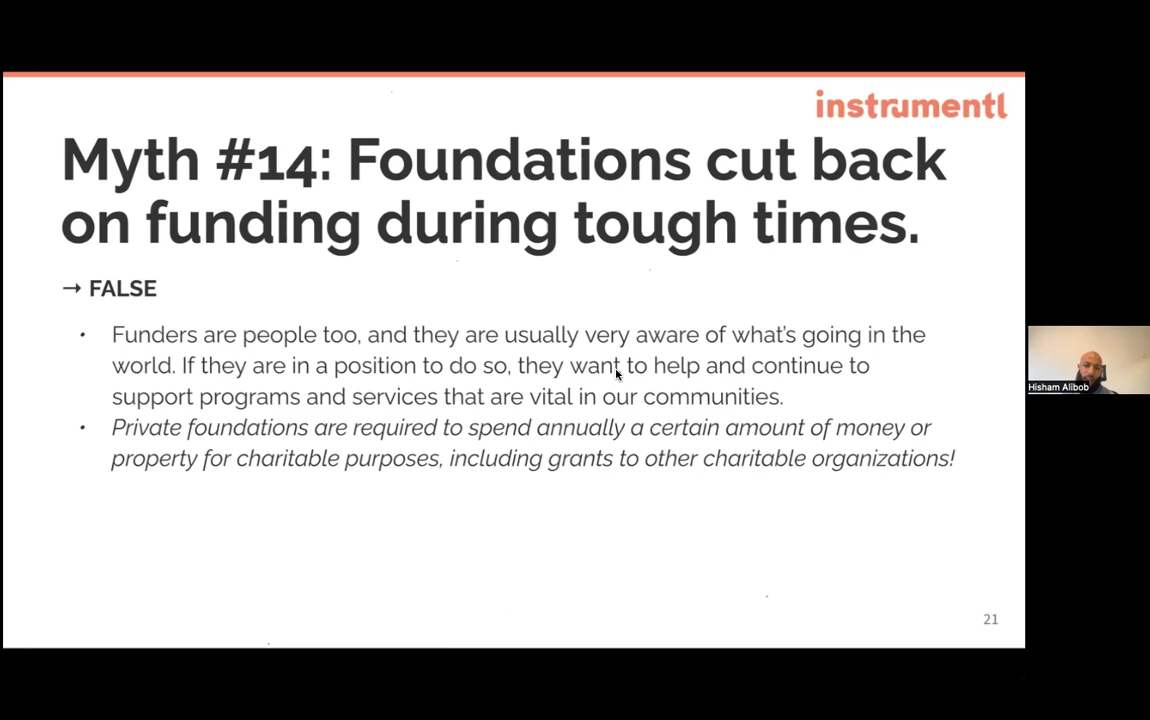 instrumentl
Myth #14: Foundations cut back
on funding during tough times.
→ FALSE
• Funders are people too, and they are usually very aware of what's going in the
world. If they are in a position to do so, they want to help and continue to
support programs and services that are vital in our communities.
• Private foundations are required to spend annually a certain amount of money or
property for charitable purposes, including grants to other charitable organizations!
Hisham Alibob
21